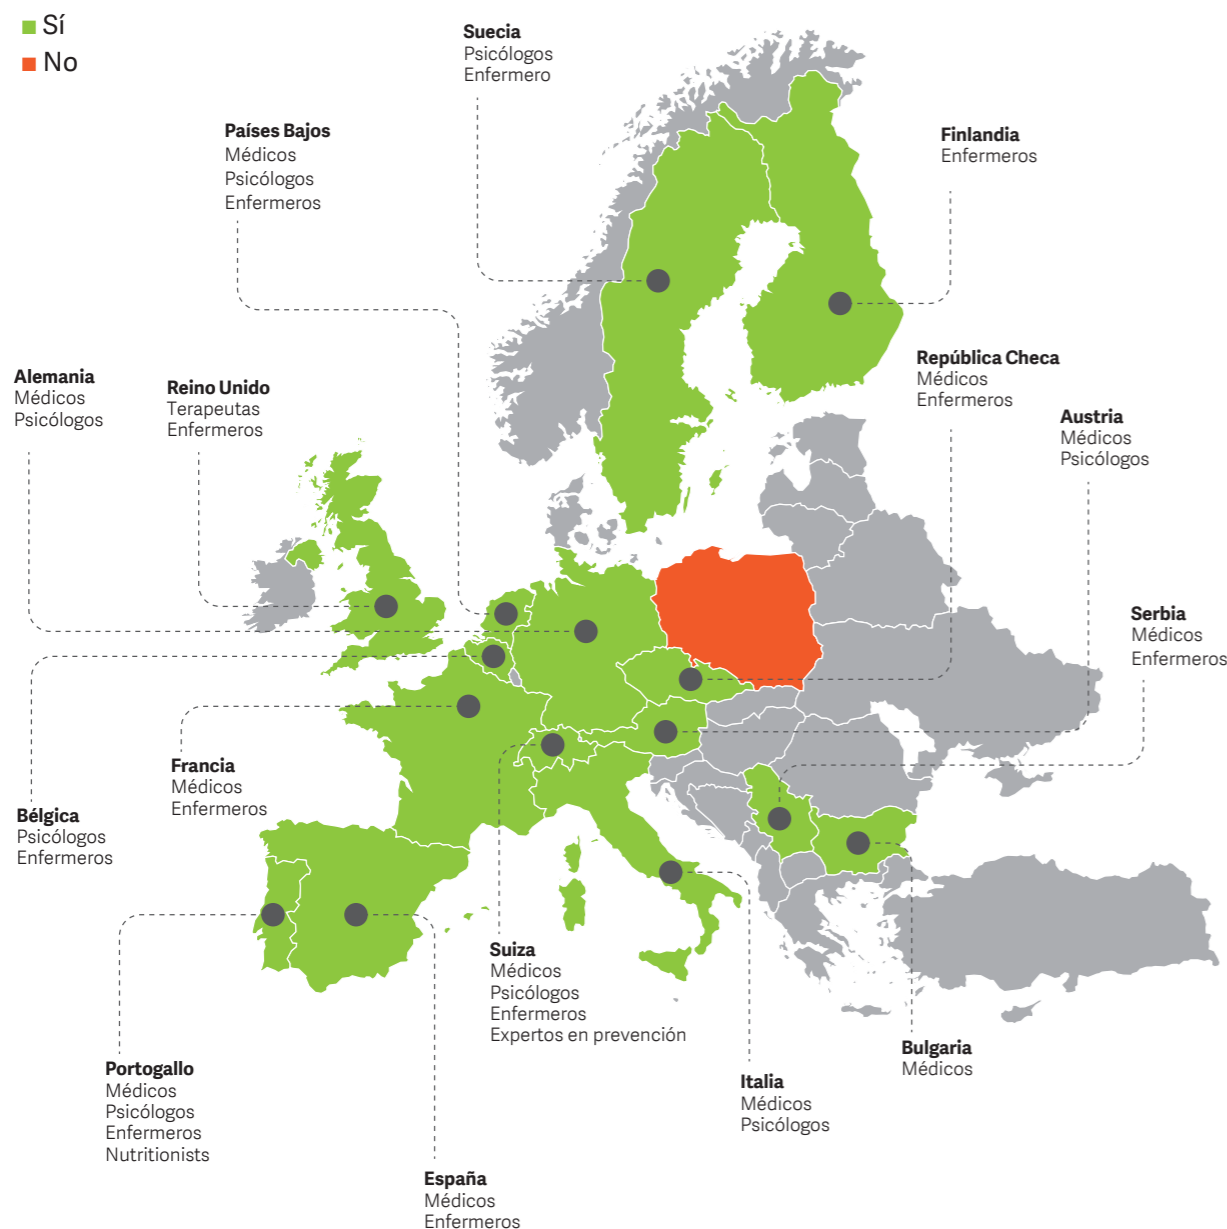 Sí
No
Suecia
Psicólogos
Enfermero
Países Bajos
Médicos
Psicólogos
Enfermeros
Finlandia
Enfermeros
Alemania
Médicos
Psicólogos
Reino Unido
Terapeutas
Enfermeros
República Checa
Médicos
Enfermeros
Austria
Médicos
Psicólogos
Serbia
Médicos
Enfermeros
Francia
Médicos
Enfermeros
Bélgica
Psicólogos
Enfermeros
Suiza
Médicos
Psicólogos
Enfermeros
Expertos en prevención
Bulgaria
Médicos
Portogallo
Médicos
Psicólogos
Enfermeros
Nutritionists
Italia
Médicos
Psicólogos
España
Médicos
Enfermeros